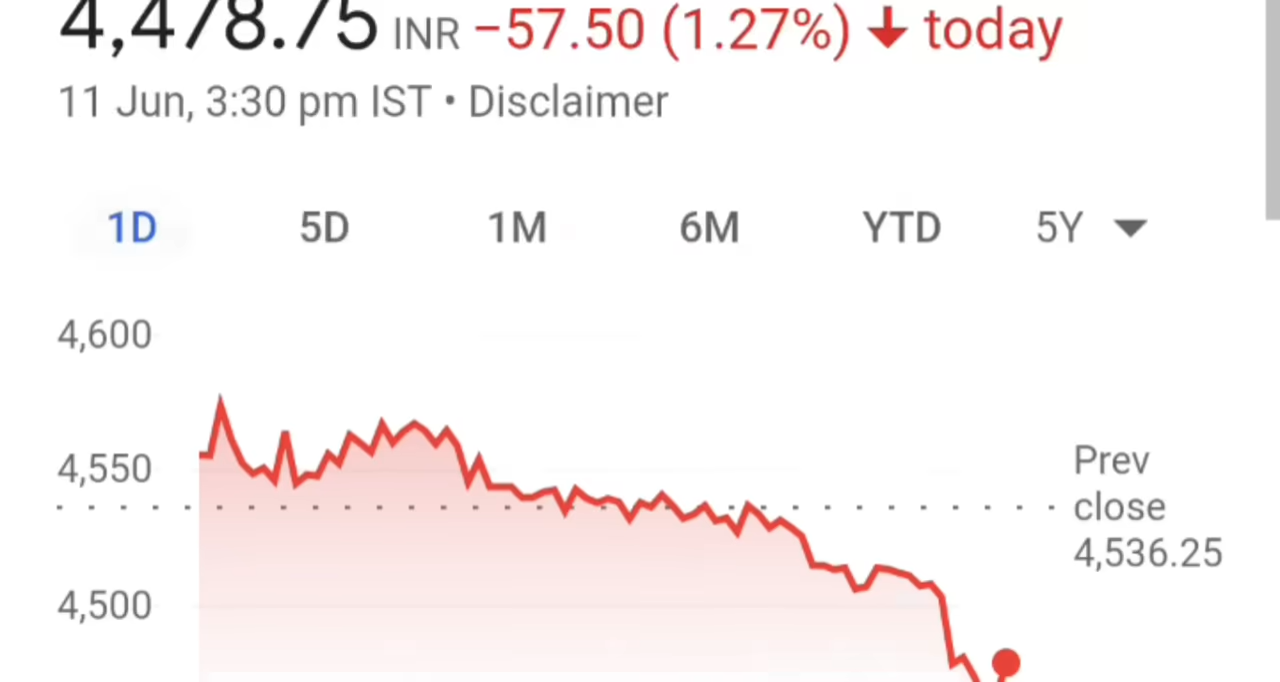 4,478.75 INR −57.50 (1.27%) ↓ today
11 Jun, 3:30 pm IST • Disclaimer
1D 5D 1M 6M YTD 5Y
4,600
4,550
4,500
Prev
close
4,536.25